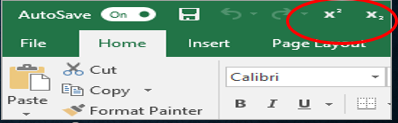 AutoSave On x² x₂
File Home Insert Page Layout
Cut
Copy
Format Painter
Paste
Calibri
B I U